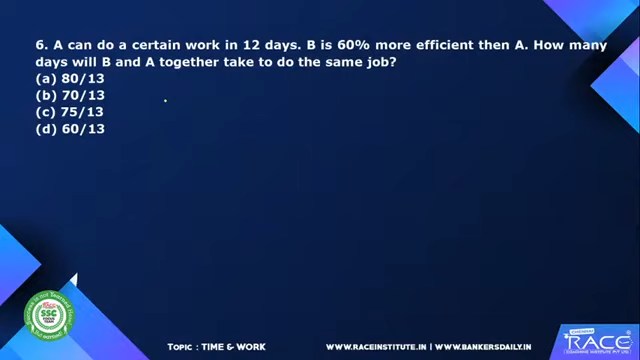 6. A can do a certain work in 12 days. B is 60% more efficient then A. How many
days will B and A together take to do the same job?
(a) 80/13
(b) 70/13
(c) 75/13
(d) 60/13
SSC
TOPIC : TIME & WORK
WWW.RACEINSTITUTE.IN | WWW.BANKERSDAILY.IN
CHENNAI
RACE